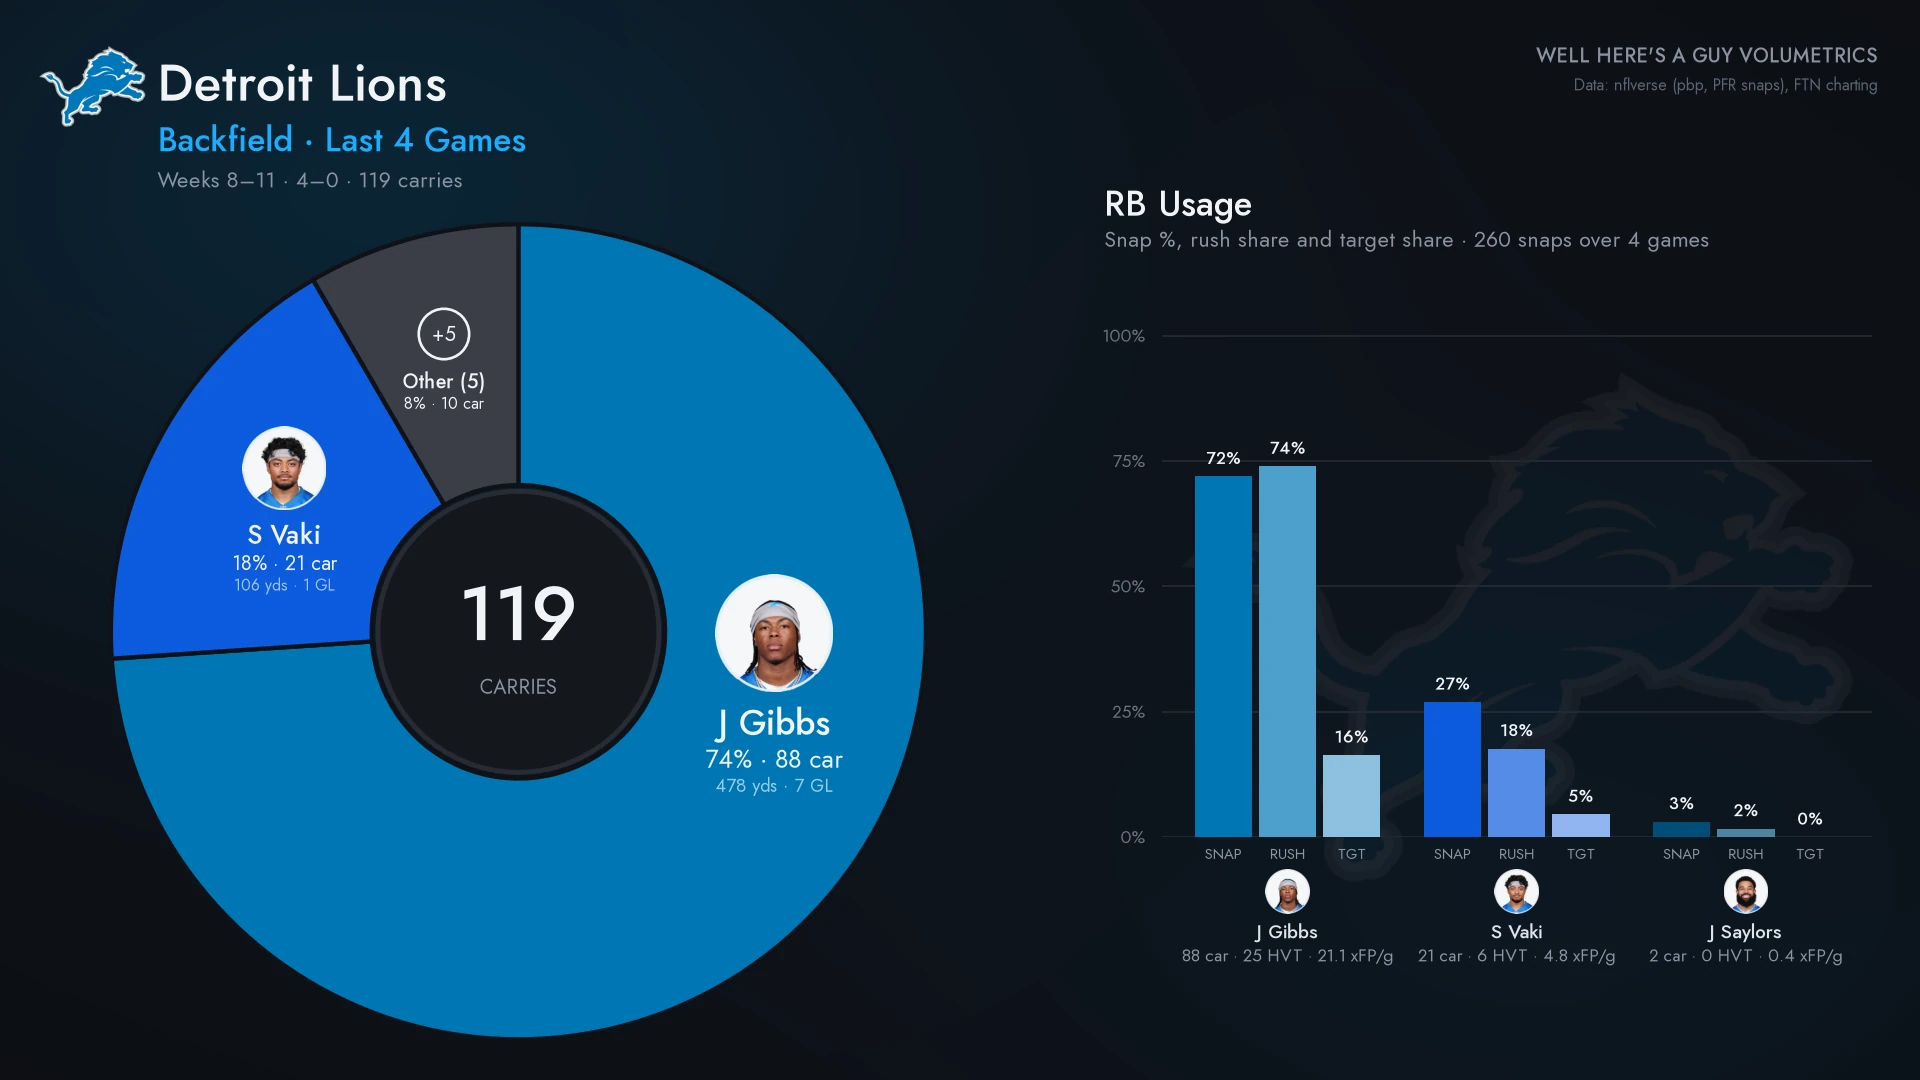 Detroit Lions
Backfield · Last 4 Games
Weeks 8–11 · 4–0 · 119 carries
WELL HERE'S A GUY VOLUMETRICS
Data: nflverse (pbp, PFR snaps), FTN charting
+5
Other (5)
8% · 10 car
S Vaki
18% · 21 car
106 yds · 1 GL
119
CARRIES
J Gibbs
74% · 88 car
478 yds · 7 GL
RB Usage
Snap %, rush share and target share · 260 snaps over 4 games
100%
75%
50%
25%
0%
72%
74%
16%
27%
18%
5%
3%
2%
0%
SNAP RUSH TGT
SNAP RUSH TGT
SNAP RUSH TGT
J Gibbs
88 car · 25 HVT · 21.1 xFP/g
S Vaki
21 car · 6 HVT · 4.8 xFP/g
J Saylors
2 car · 0 HVT · 0.4 xFP/g